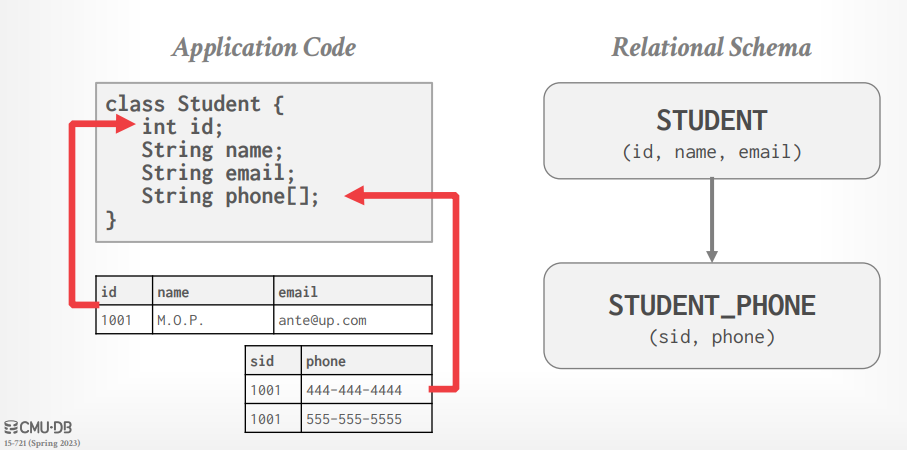 Application Code
class Student {
int id;
String name;
String email;
String phone[];
}
id name email
1001 M.O.P. ante@up.com
sid phone
1001 444-444-4444
1001 555-555-5555
Relational Schema
STUDENT
(id, name, email)
STUDENT_PHONE
(sid, phone)
CMU·DB
15-721 (Spring 2023)